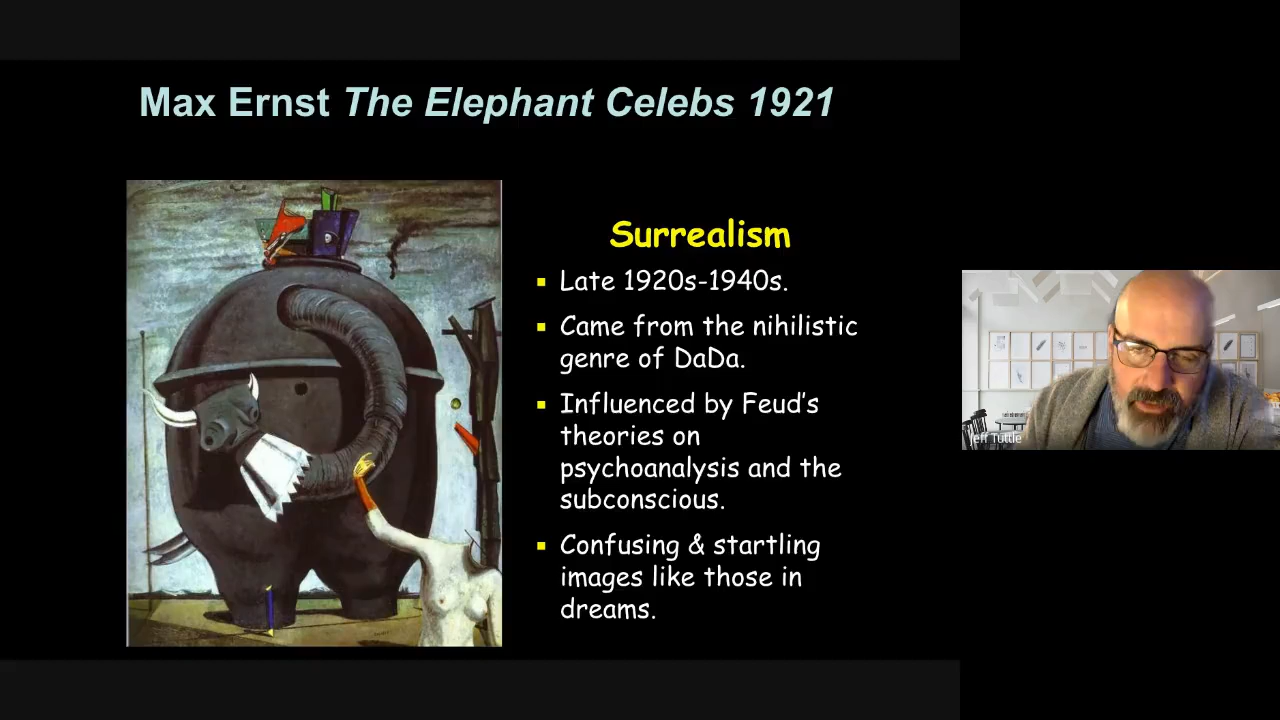 Max Ernst The Elephant Celebs 1921
Surrealism
Late 1920s-1940s.
Came from the nihilistic
genre of DaDa.
Influenced by Feud's
theories on
psychoanalysis and the
subconscious.
Confusing & startling
images like those in
dreams.
Jeff Tuttle